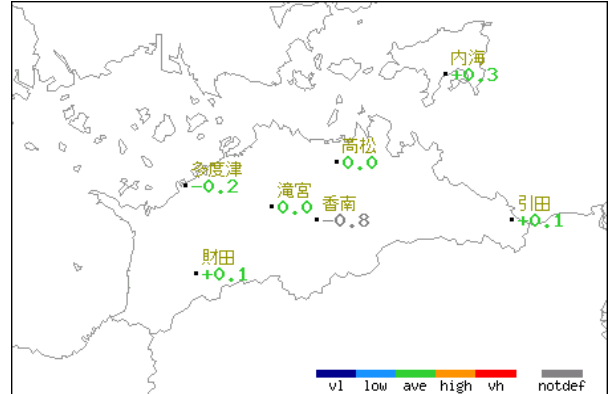 内海
+0.3
高松
0.0
多度津
-0.2
滝宮
0.0
香南
-0.8
引田
+0.1
財田
+0.1
vl low ave high vh notdef